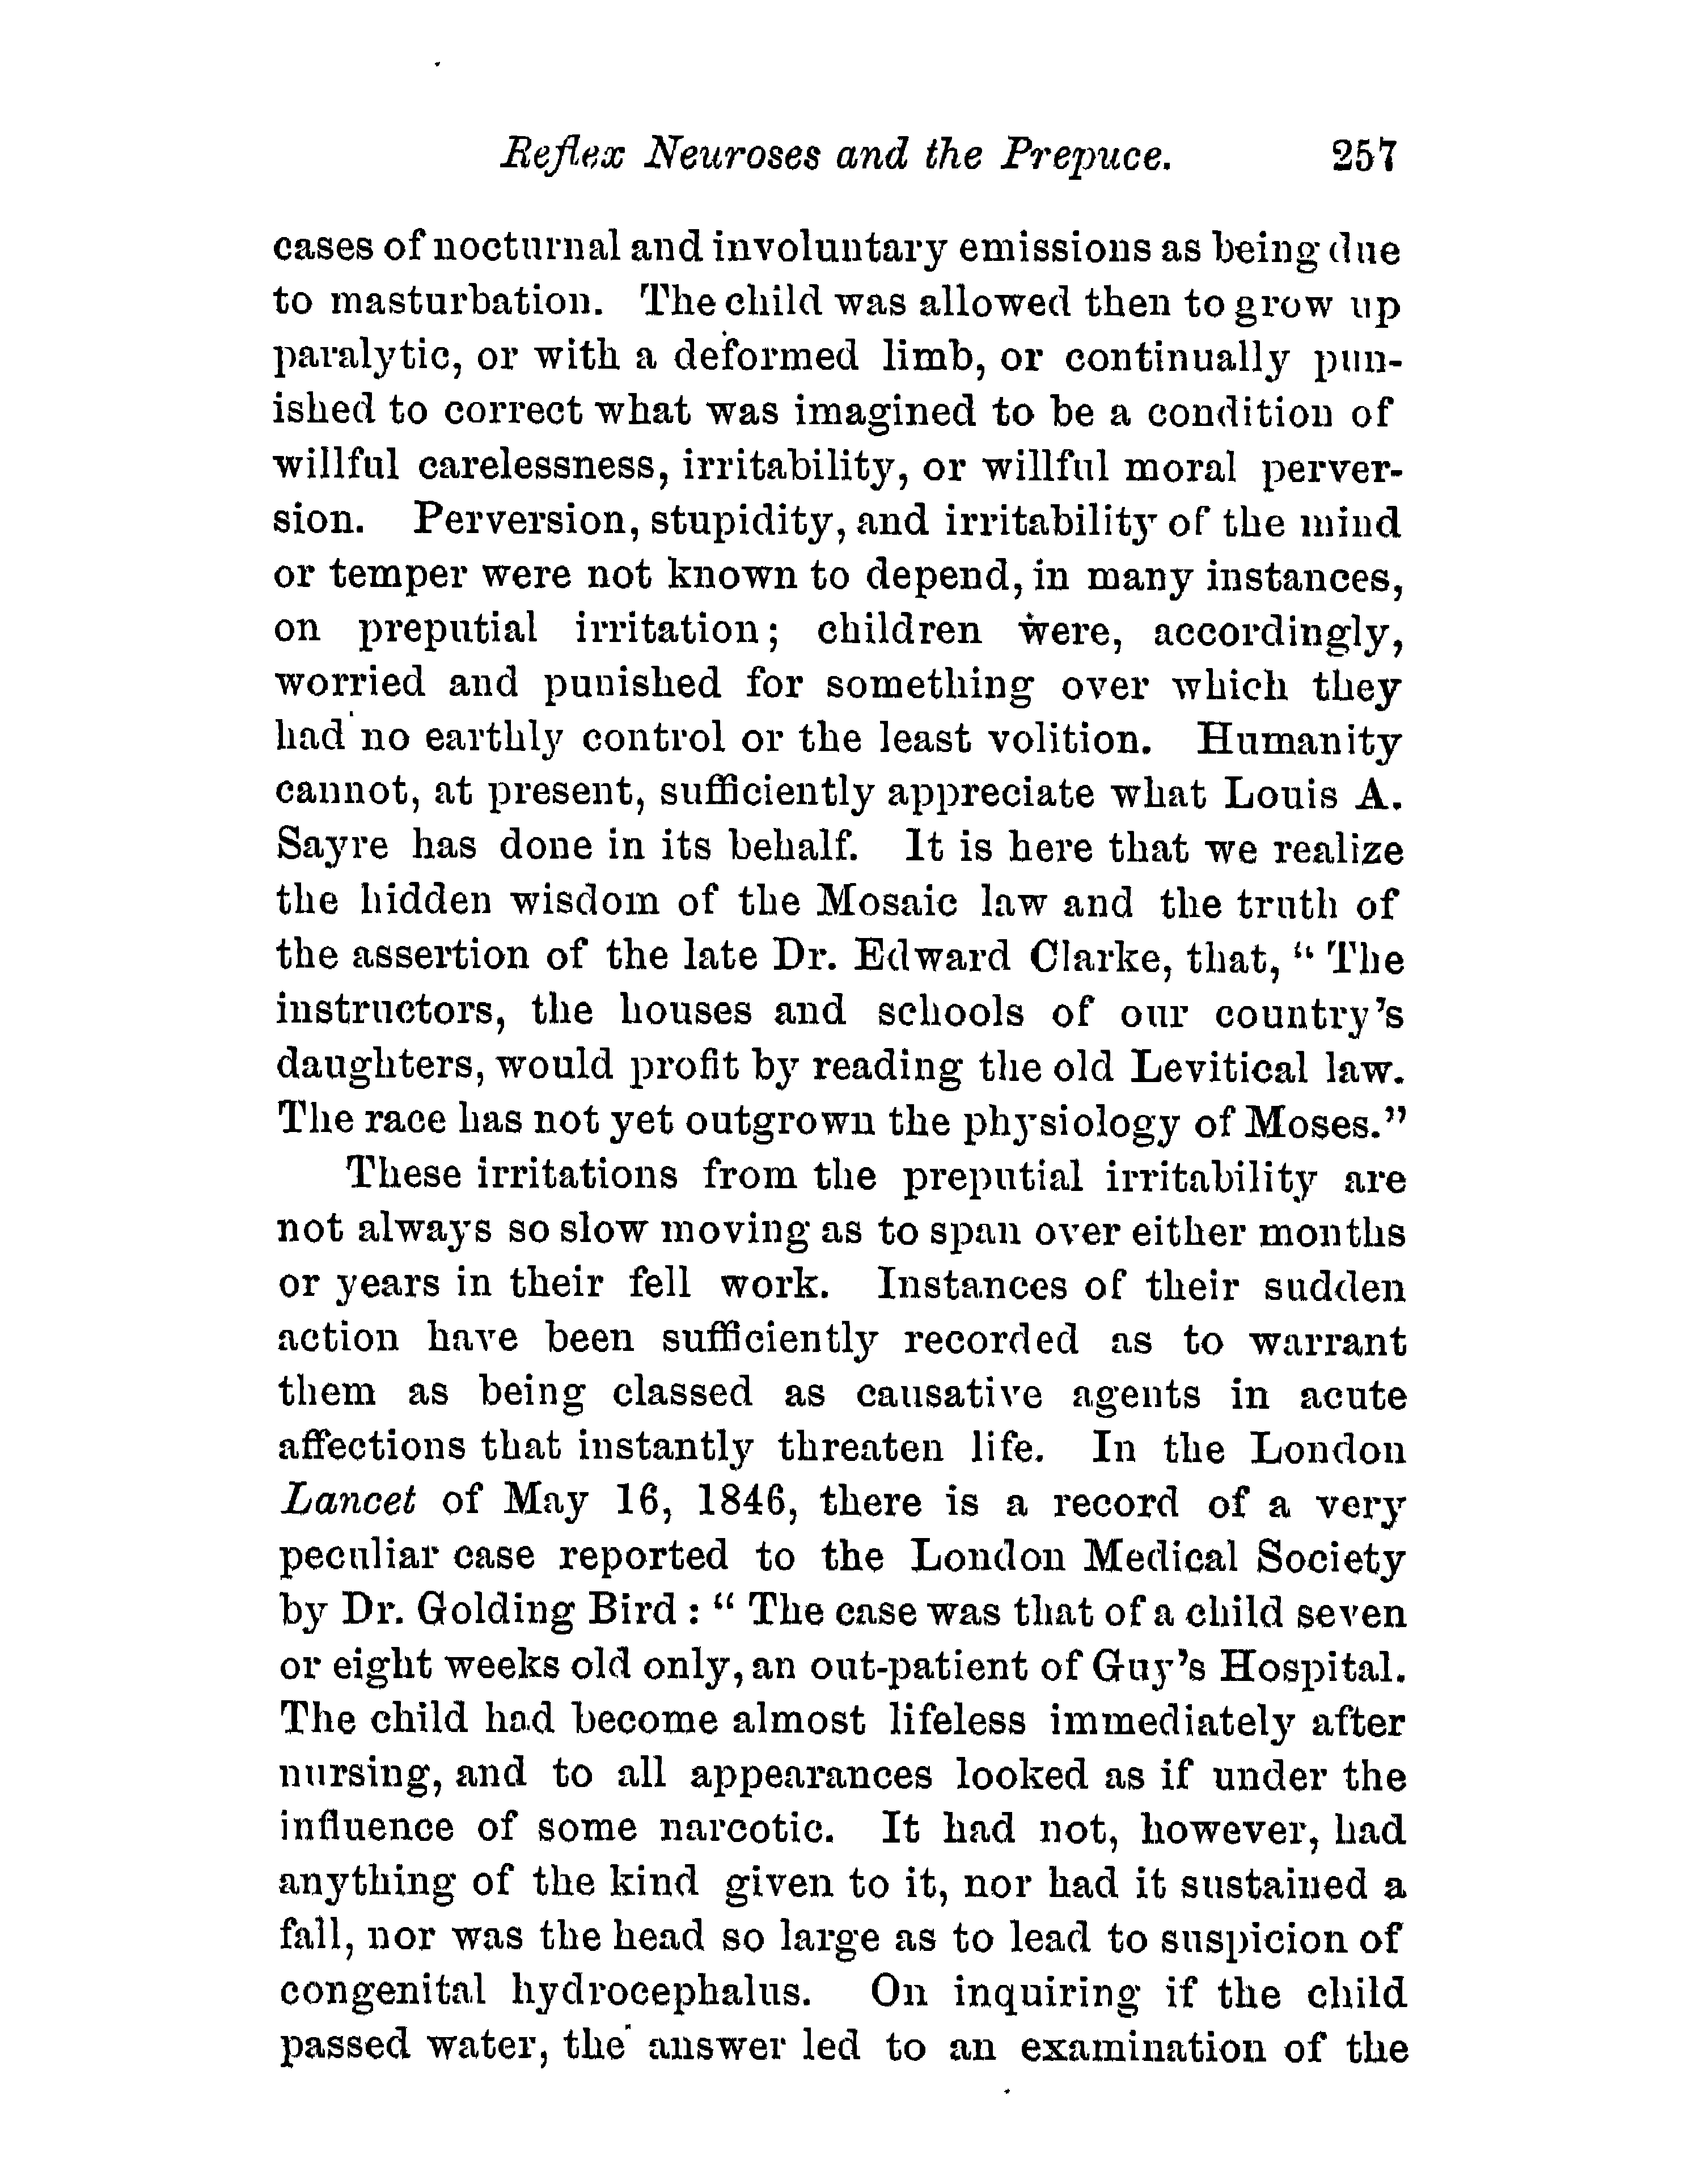 Reflex Neuroses and the Prepuce. 257
cases of nocturnal and involuntary emissions as being due
to masturbation. The child was allowed then to grow up
paralytic, or with a deformed limb, or continually pun-
ished to correct what was imagined to be a condition of
willful carelessness, irritability, or willful moral perver-
sion. Perversion, stupidity, and irritability of the mind
or temper were not known to depend, in many instances,
on preputial irritation; children were, accordingly,
worried and punished for something over which they
had no earthly control or the least volition. Humanity
cannot, at present, sufficiently appreciate what Louis A.
Sayre has done in its behalf. It is here that we realize
the hidden wisdom of the Mosaic law and the truth of
the assertion of the late Dr. Edward Clarke, that, “ The
instructors, the houses and schools of our country's
daughters, would profit by reading the old Levitical law.
The race has not yet outgrown the physiology of Moses.”
These irritations from the preputial irritability are
not always so slow moving as to span over either months
or years in their fell work. Instances of their sudden
action have been sufficiently recorded as to warrant
them as being classed as causative agents in acute
affections that instantly threaten life. In the London
Lancet of May 16, 1846, there is a record of a very
peculiar case reported to the London Medical Society
by Dr. Golding Bird : “ The case was that of a child seven
or eight weeks old only, an out-patient of Guy's Hospital.
The child had become almost lifeless immediately after
nursing, and to all appearances looked as if under the
influence of some narcotic. It had not, however, had
anything of the kind given to it, nor had it sustained a
fall, nor was the head so large as to lead to suspicion of
congenital hydrocephalus. On inquiring if the child
passed water, the answer led to an examination of the